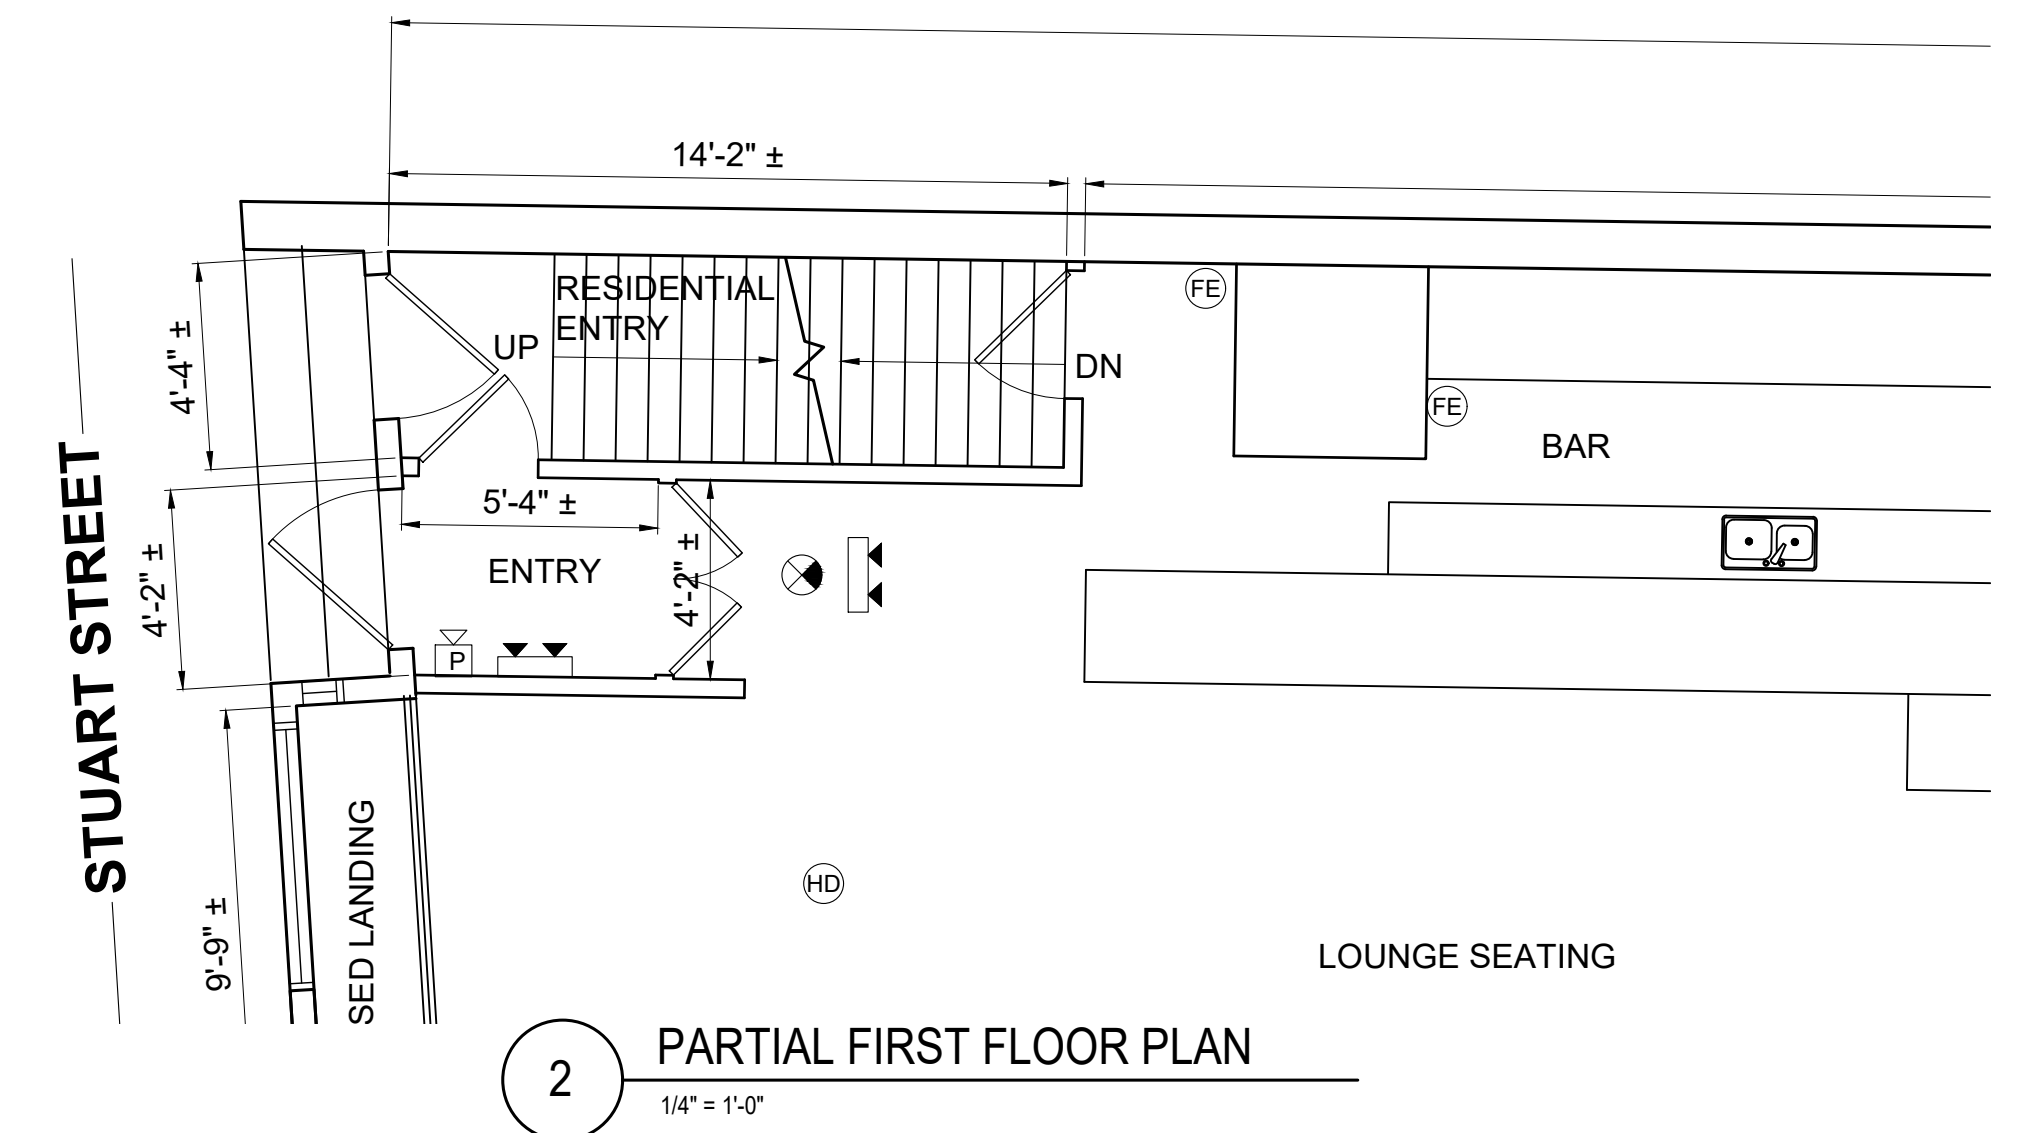 14'-2" ±
RESIDENTIAL
ENTRY
UP
DN
FE
FE
BAR
4'-4" ±
5'-4" ±
ENTRY
4'-2" ±
4'-2" ±
P
STUART STREET
9'-9" ±
SED LANDING
HD
LOUNGE SEATING
2
PARTIAL FIRST FLOOR PLAN
1/4" = 1'-0"